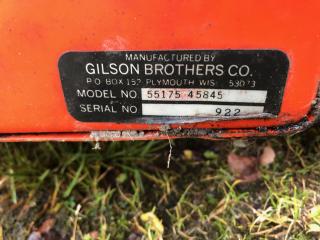 MANUFACTURED BY
GILSON BROTHERS CO.
P.O. BOX 152 PLYMOUTH WIS. 53073
MODEL NO 55175 45845
SERIAL NO 922